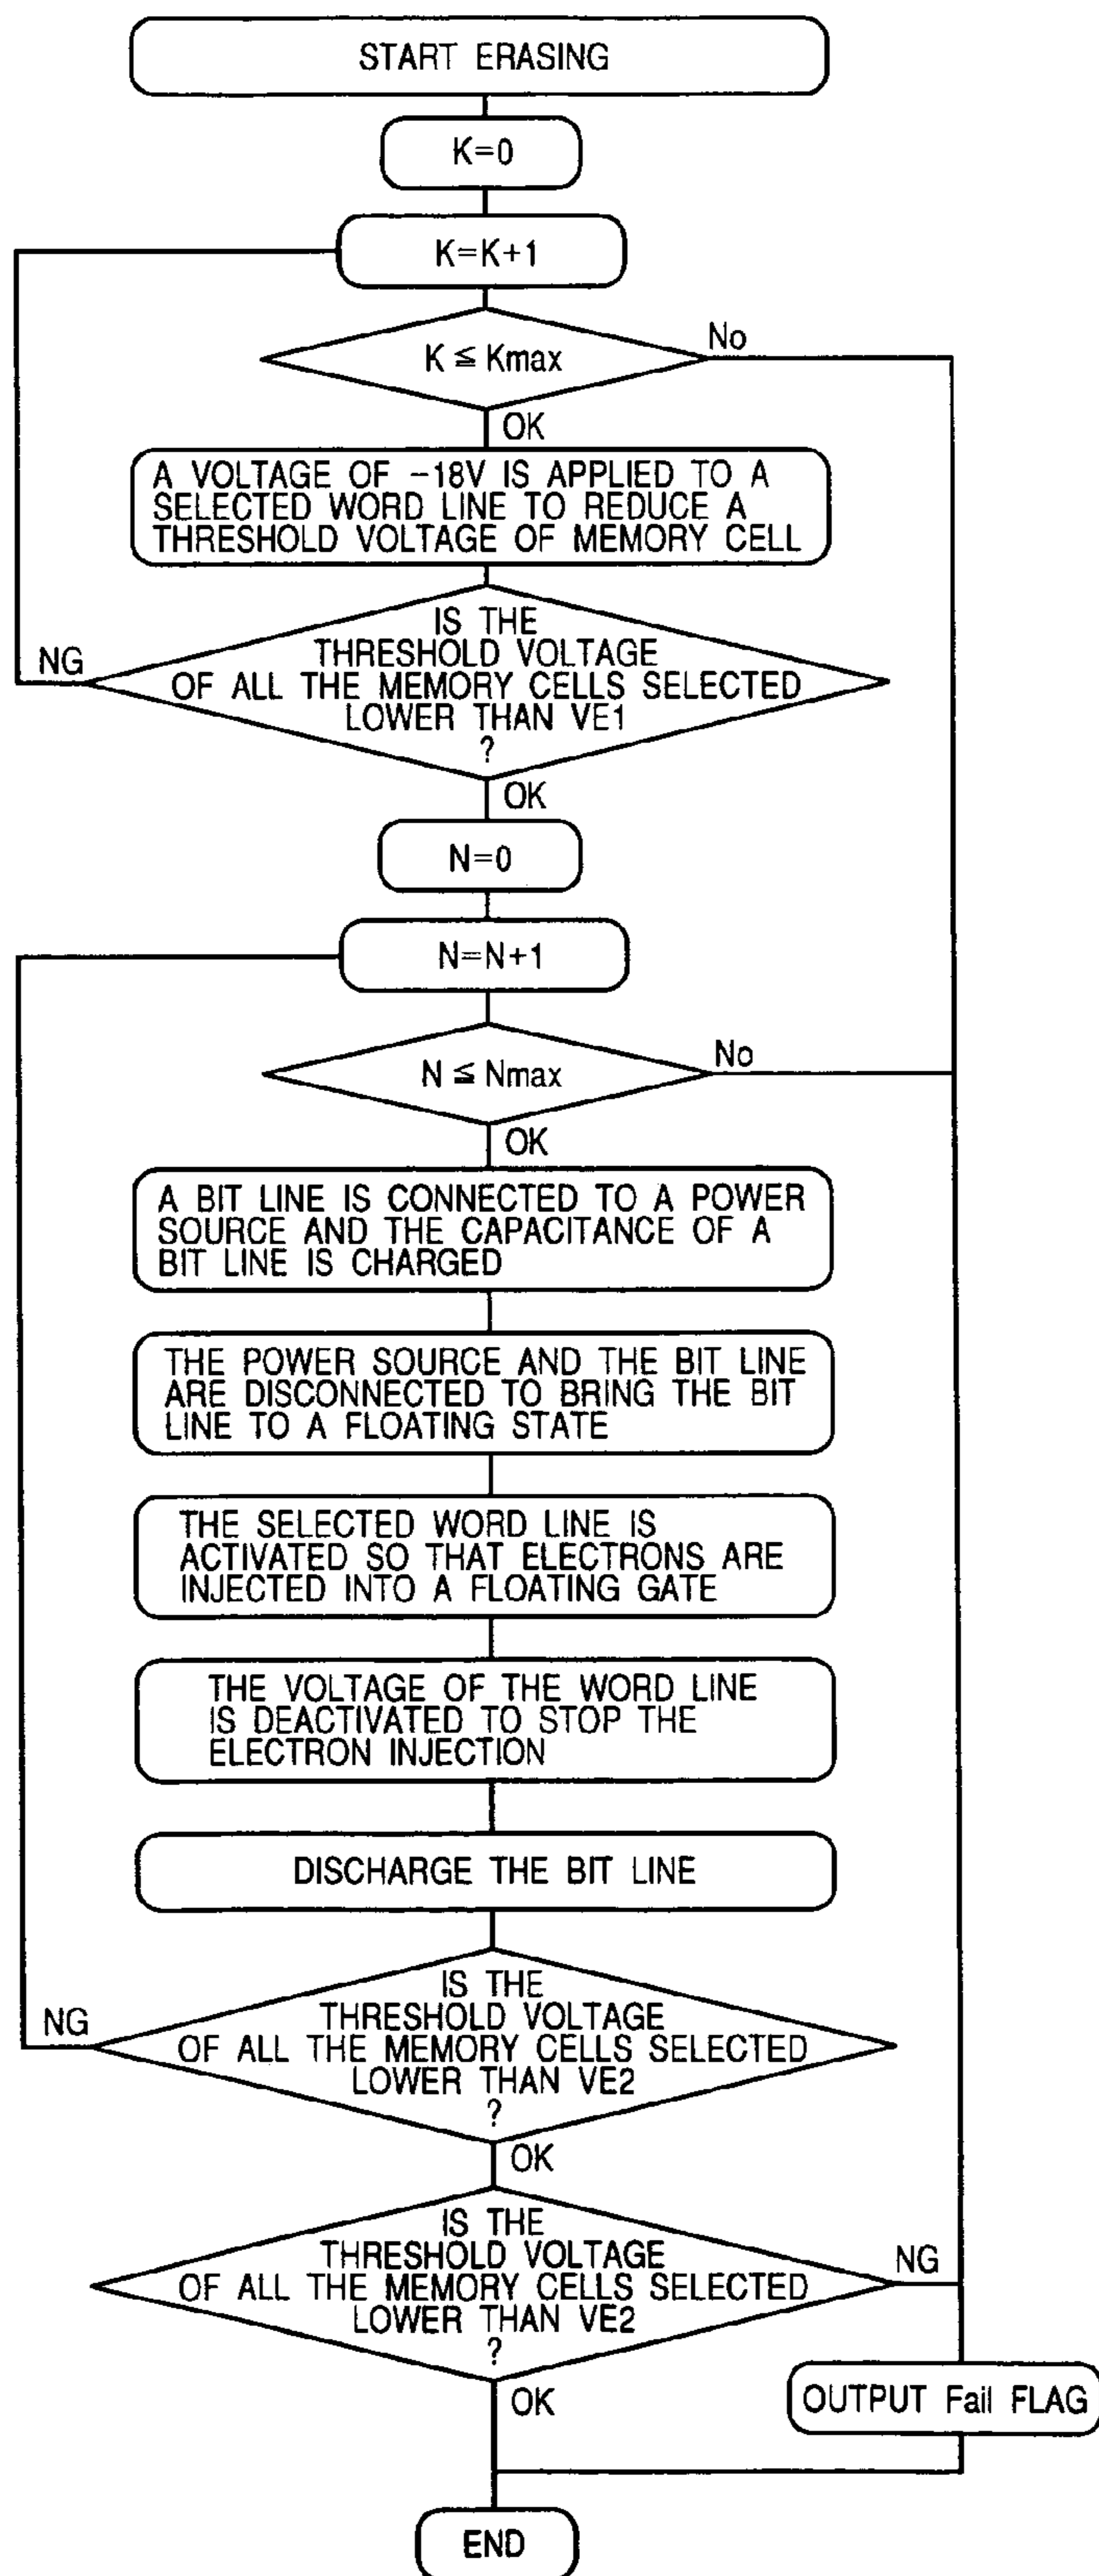 START ERASING
K=0
K=K+1
K ≦ Kmax
No
OK
A VOLTAGE OF −18V IS APPLIED TO A
SELECTED WORD LINE TO REDUCE A
THRESHOLD VOLTAGE OF MEMORY CELL
IS THE
THRESHOLD VOLTAGE
OF ALL THE MEMORY CELLS SELECTED
LOWER THAN VE1
?
NG
OK
N=0
N=N+1
N ≦ Nmax
No
OK
A BIT LINE IS CONNECTED TO A POWER
SOURCE AND THE CAPACITANCE OF A
BIT LINE IS CHARGED
THE POWER SOURCE AND THE BIT LINE
ARE DISCONNECTED TO BRING THE BIT
LINE TO A FLOATING STATE
THE SELECTED WORD LINE IS
ACTIVATED SO THAT ELECTRONS ARE
INJECTED INTO A FLOATING GATE
THE VOLTAGE OF THE WORD LINE
IS DEACTIVATED TO STOP THE
ELECTRON INJECTION
DISCHARGE THE BIT LINE
IS THE
THRESHOLD VOLTAGE
OF ALL THE MEMORY CELLS SELECTED
LOWER THAN VE2
?
NG
OK
IS THE
THRESHOLD VOLTAGE
OF ALL THE MEMORY CELLS SELECTED
LOWER THAN VE2
?
NG
OK
OUTPUT Fail FLAG
END